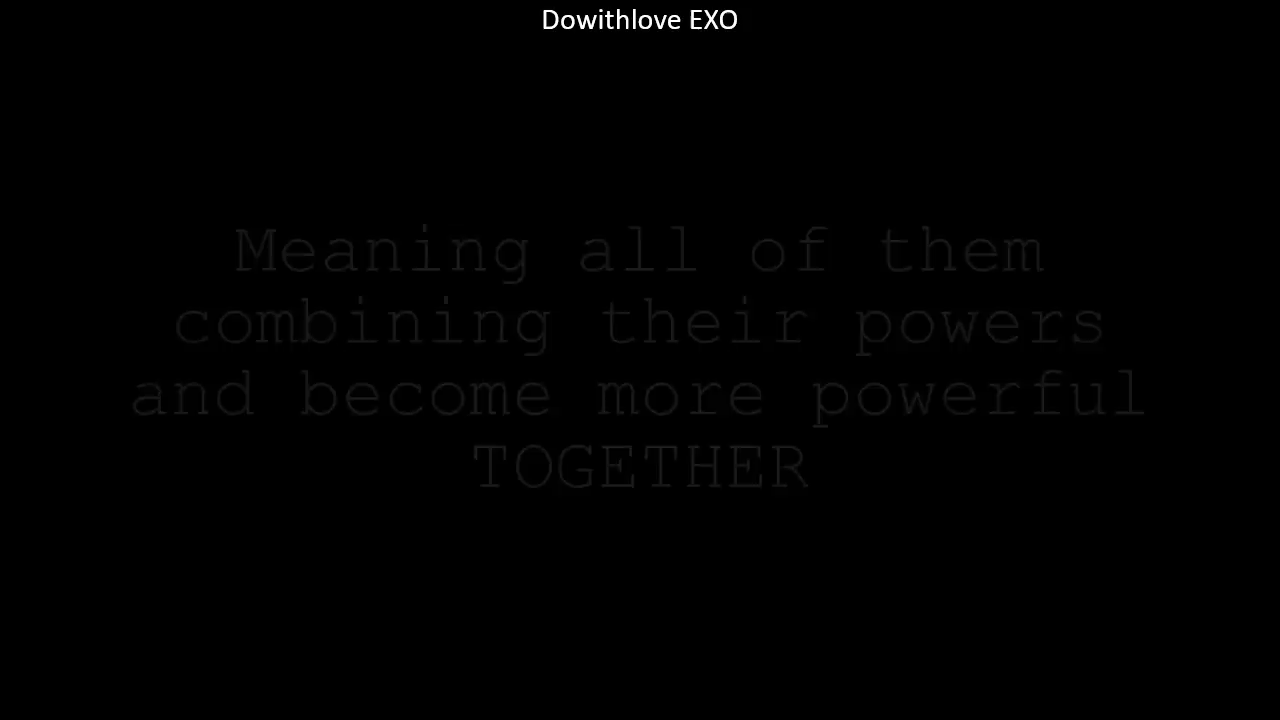 Dowithlove EXO
Meaning all of them
combining their powers
and become more powerful
TOGETHER